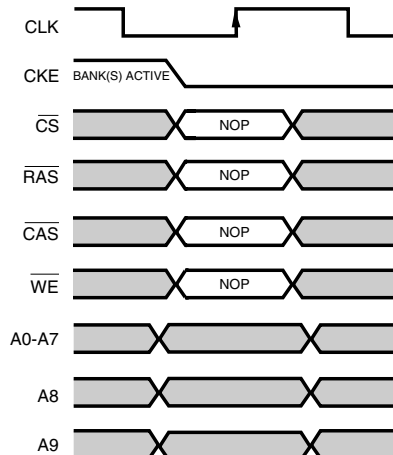 CLK
CKE BANK(S) ACTIVE
CS NOP
RAS NOP
CAS NOP
WE NOP
A0-A7
A8
A9